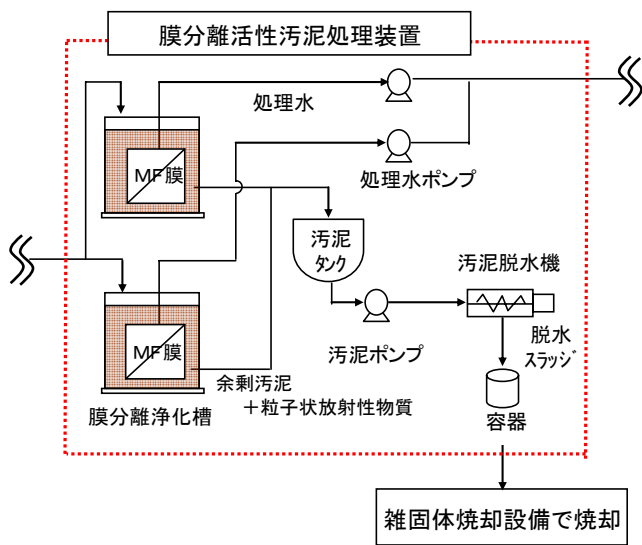 膜分離活性汚泥処理装置
処理水
MF膜
処理水ポンプ
汚泥
ﾀﾝｸ
汚泥脱水機
MF膜
汚泥ポンプ
脱水
ｽﾗｯｼﾞ
余剰汚泥
＋粒子状放射性物質
膜分離浄化槽
容器
雑固体焼却設備で焼却